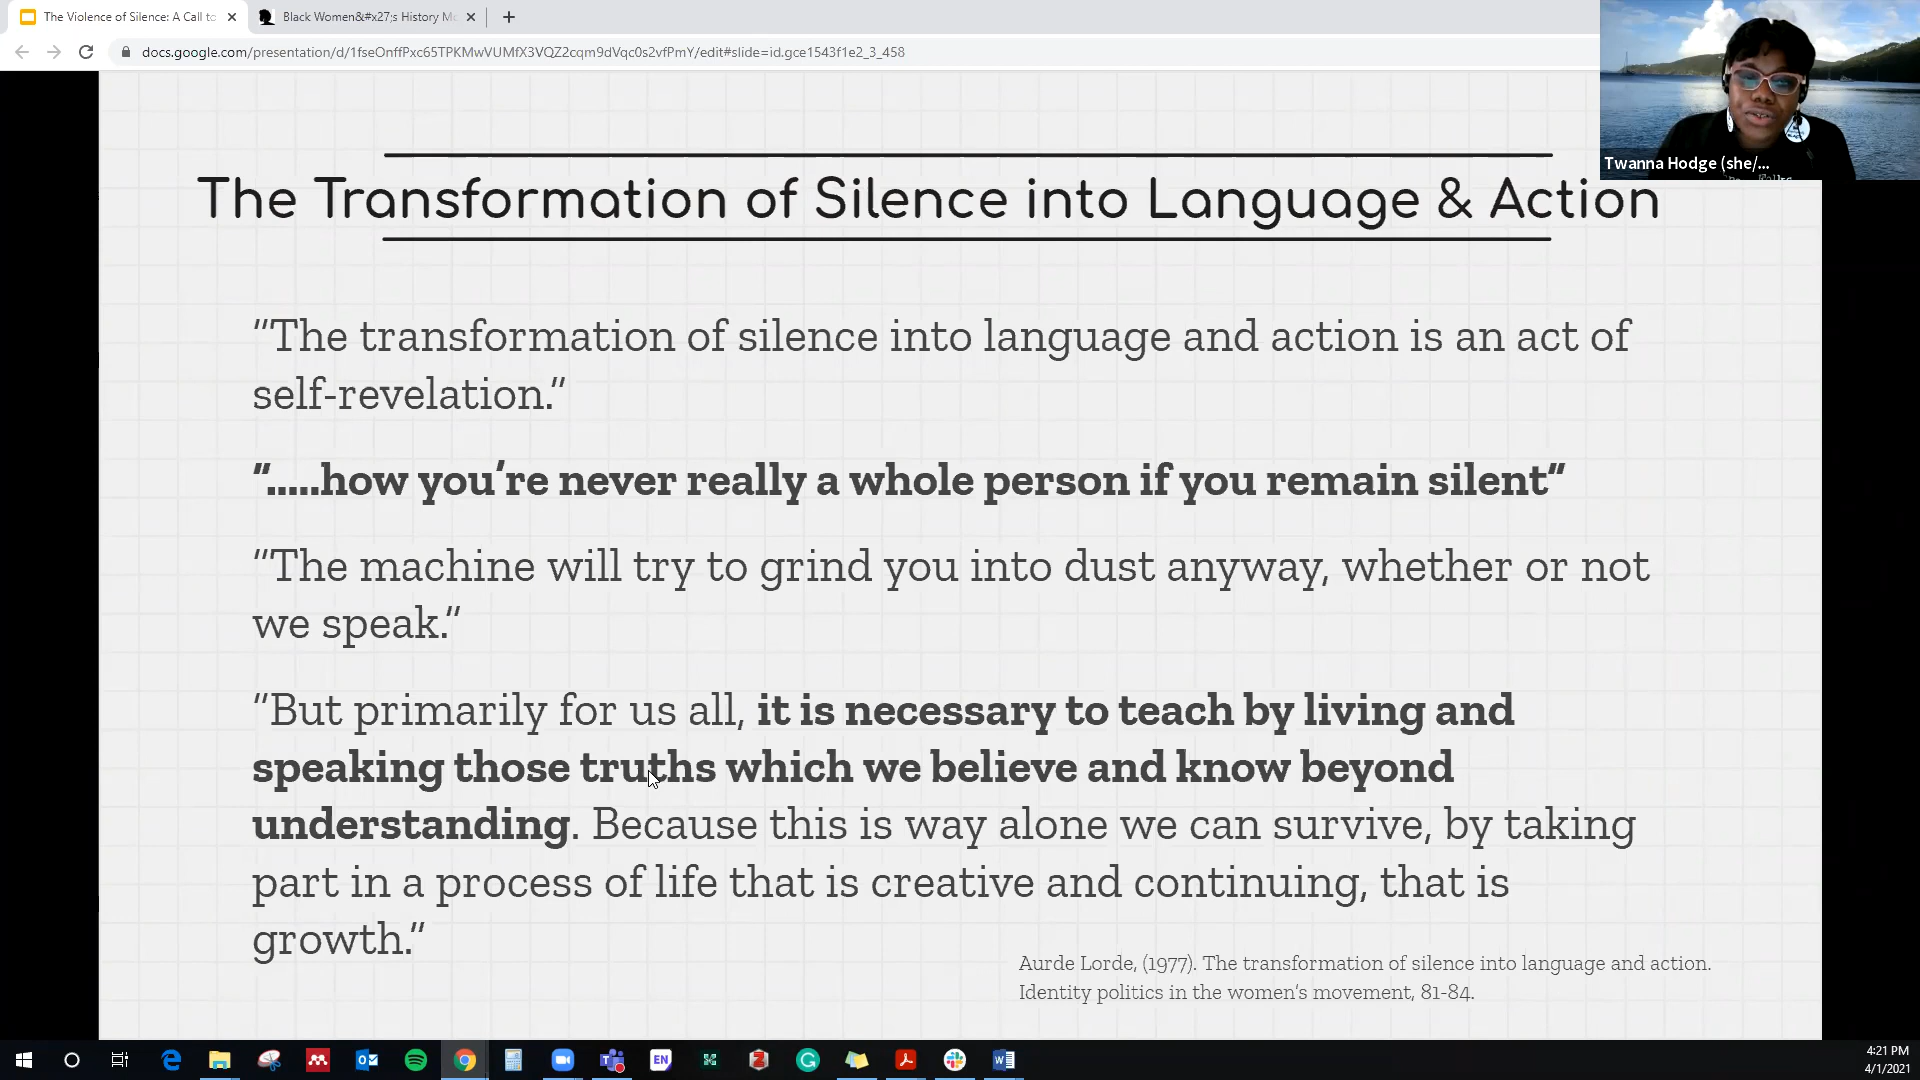 The Violence of Silence: A Call to
Black Women&#x27;s History Mo
docs.google.com/presentation/d/1fseOnffPxc65TPKMwVUMfX3VQZ2cqm9dVqc0s2vfPmY/edit#slide=id.gce1543f1e2_3_458
Twanna Hodge (she/...
The Transformation of Silence into Language & Action
“The transformation of silence into language and action is an act of
self-revelation.”
“.....how you’re never really a whole person if you remain silent“
“The machine will try to grind you into dust anyway, whether or not
we speak.”
“But primarily for us all, it is necessary to teach by living and
speaking those truths which we believe and know beyond
understanding. Because this is way alone we can survive, by taking
part in a process of life that is creative and continuing, that is
growth.”
Aurde Lorde, (1977). The transformation of silence into language and action.
Identity politics in the women’s movement, 81-84.
EN
4:21 PM
4/1/2021